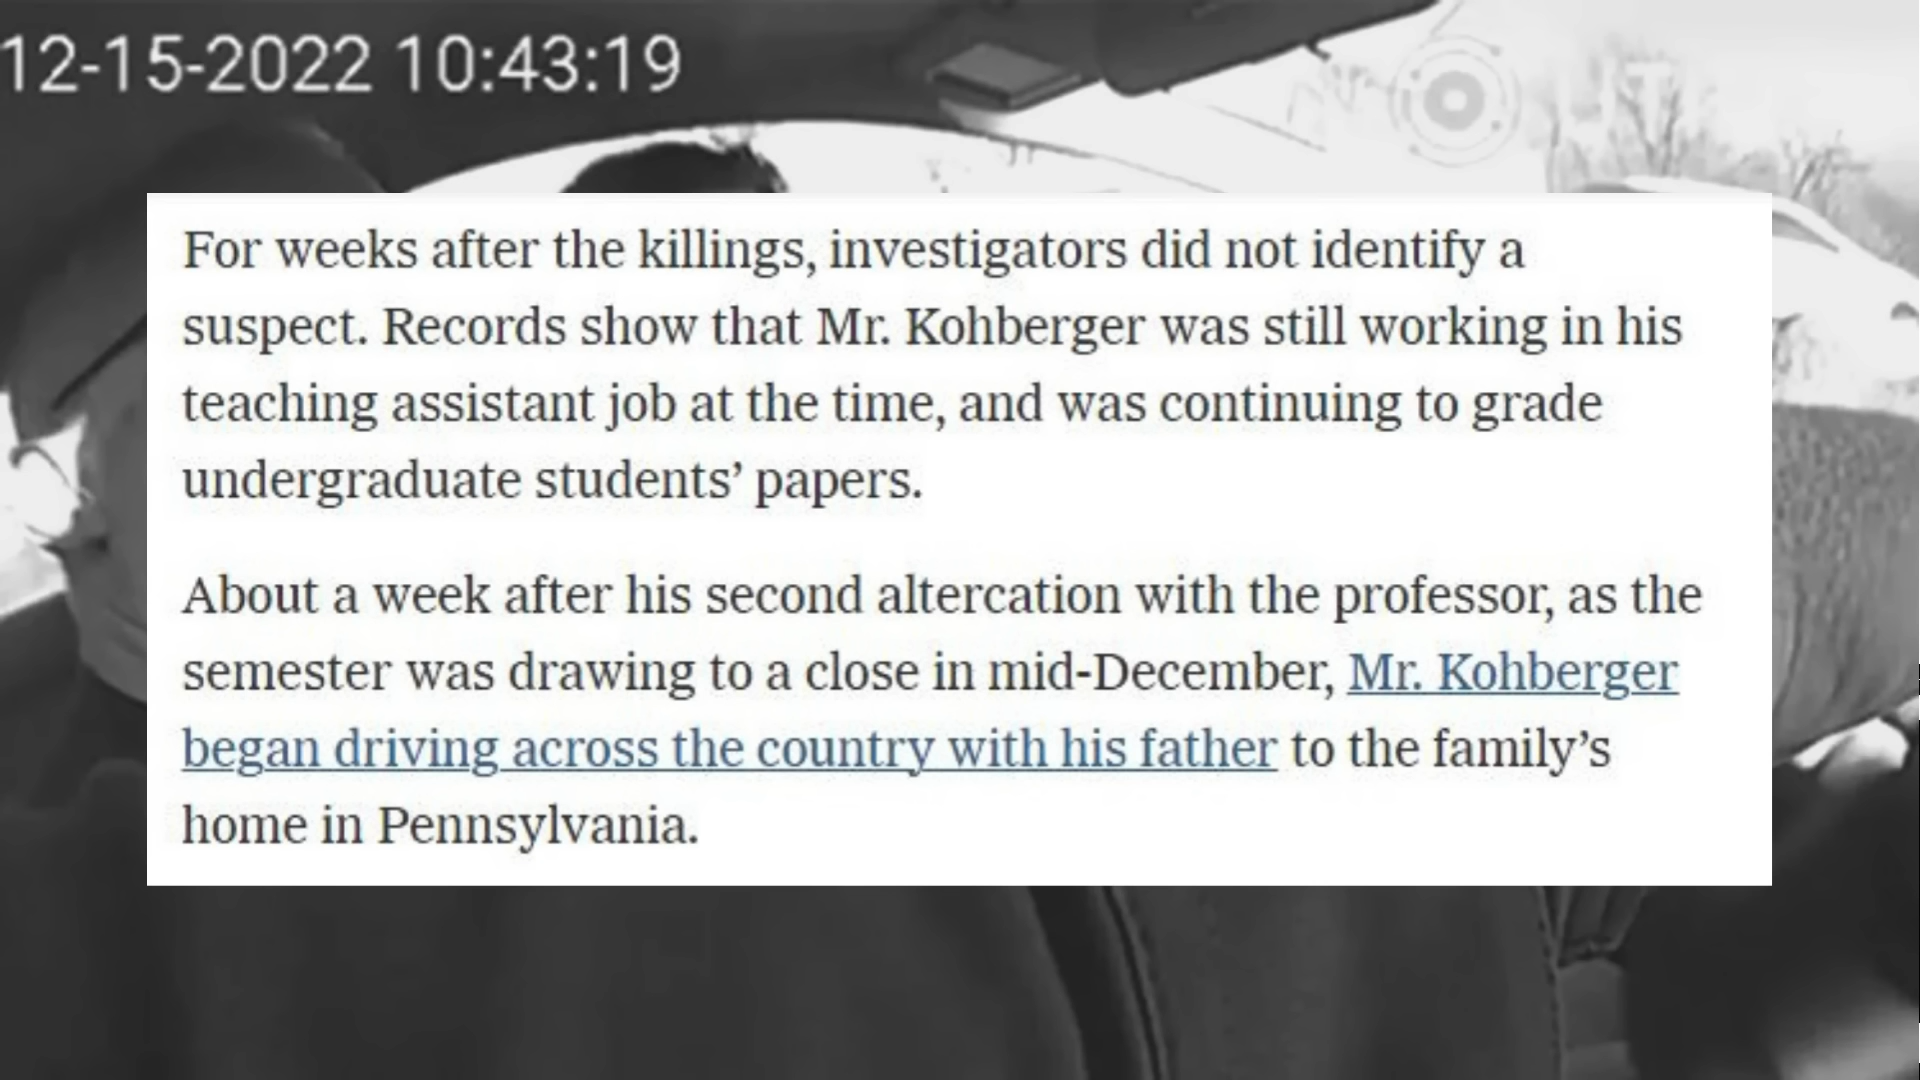 12-15-2022 10:43:19
For weeks after the killings, investigators did not identify a
suspect. Records show that Mr. Kohberger was still working in his
teaching assistant job at the time, and was continuing to grade
undergraduate students’ papers.
About a week after his second altercation with the professor, as the
semester was drawing to a close in mid-December, Mr. Kohberger
began driving across the country with his father to the family’s
home in Pennsylvania.